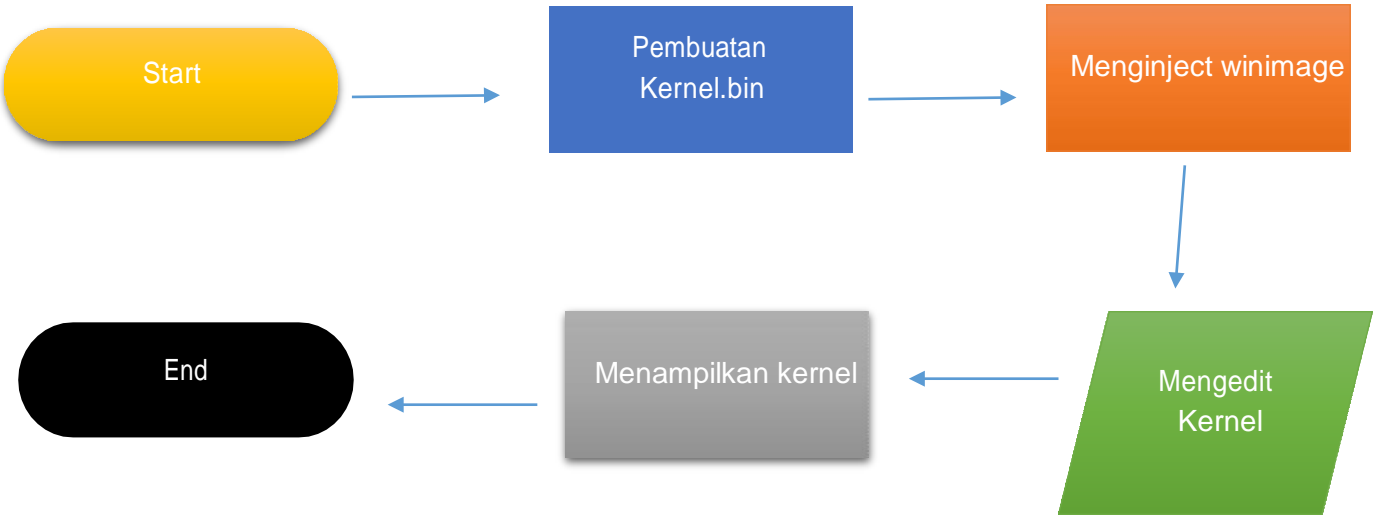 Start
Pembuatan
Kernel.bin
Menginject winimage
Mengedit
Kernel
Menampilkan kernel
End